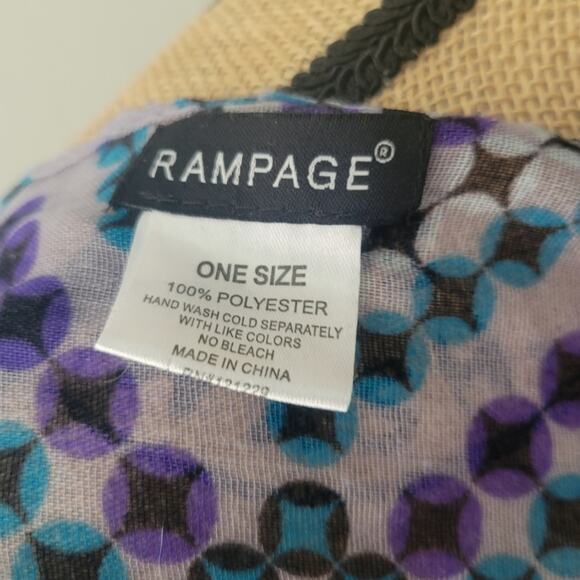 RAMPAGE®
ONE SIZE
100% POLYESTER
HAND WASH COLD SEPARATELY
WITH LIKE COLORS
NO BLEACH
MADE IN CHINA